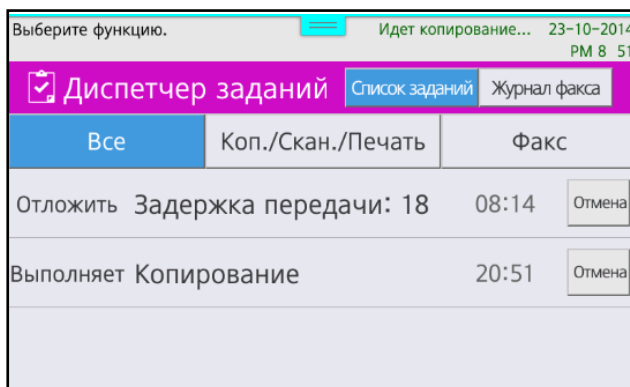 Выберите функцию. Идет копирование... 23-10-2014
PM 8 51
Диспетчер заданий Список заданий Журнал факса
Все Коп./Скан./Печать Факс
Отложить Задержка передачи: 18 08:14 Отмена
Выполняет Копирование 20:51 Отмена